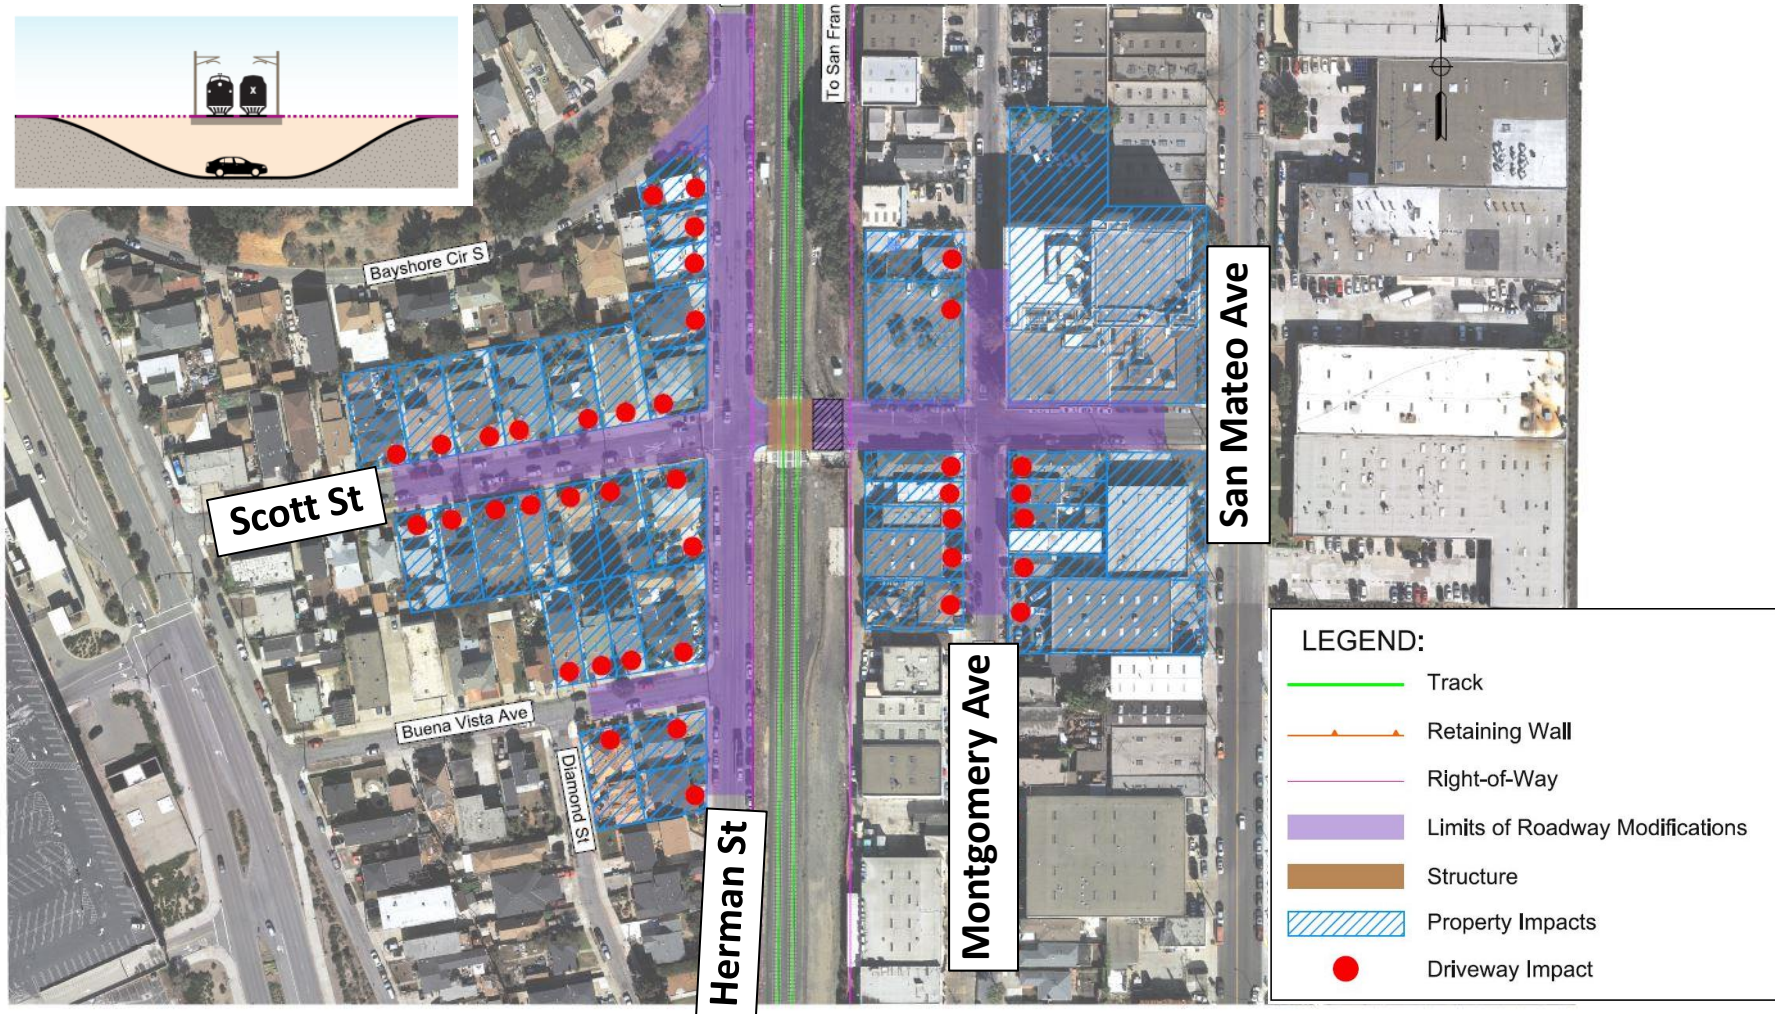 X
To San Fran
Bayshore Cir S
San Mateo Ave
Scott St
Buena Vista Ave
Diamond St
Herman St
Montgomery Ave
LEGEND:
Track
Retaining Wall
Right-of-Way
Limits of Roadway Modifications
Structure
Property Impacts
Driveway Impact